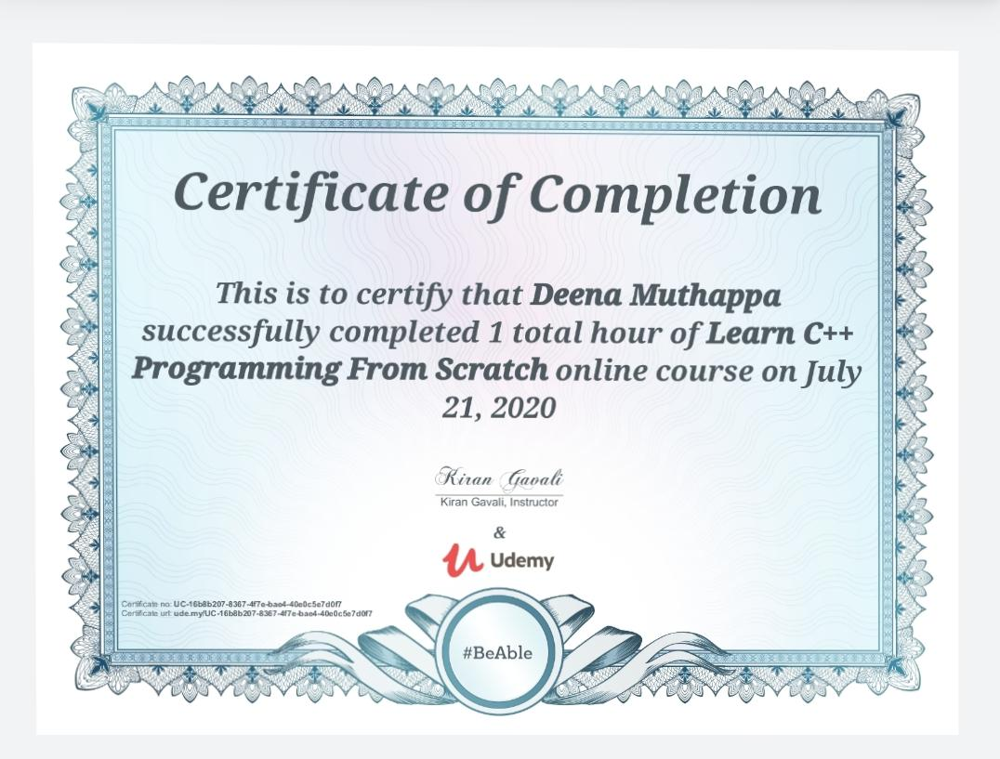 Certificate of Completion
This is to certify that Deena Muthappa
successfully completed 1 total hour of Learn C++
Programming From Scratch online course on July
21, 2020
Kiran Gavali
Kiran Gavali, Instructor
&
Udemy
Certificate no: UC-16b8b207-8367-4f7e-bae4-40e0c5e7d0f7
Certificate url: ude.my/UC-16b8b207-8367-4f7e-bae4-40e0c5e7d0f7
#BeAble